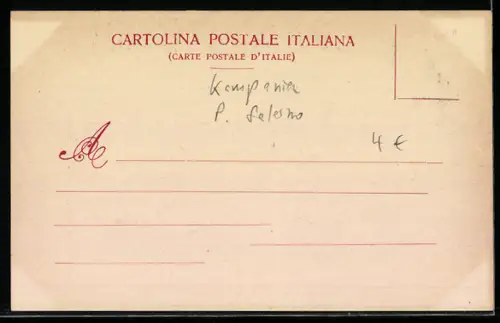 CARTOLINA POSTALE ITALIANA
(CARTE POSTALE D'ITALIE)
Kampanien
P. Salerno
4 €
A